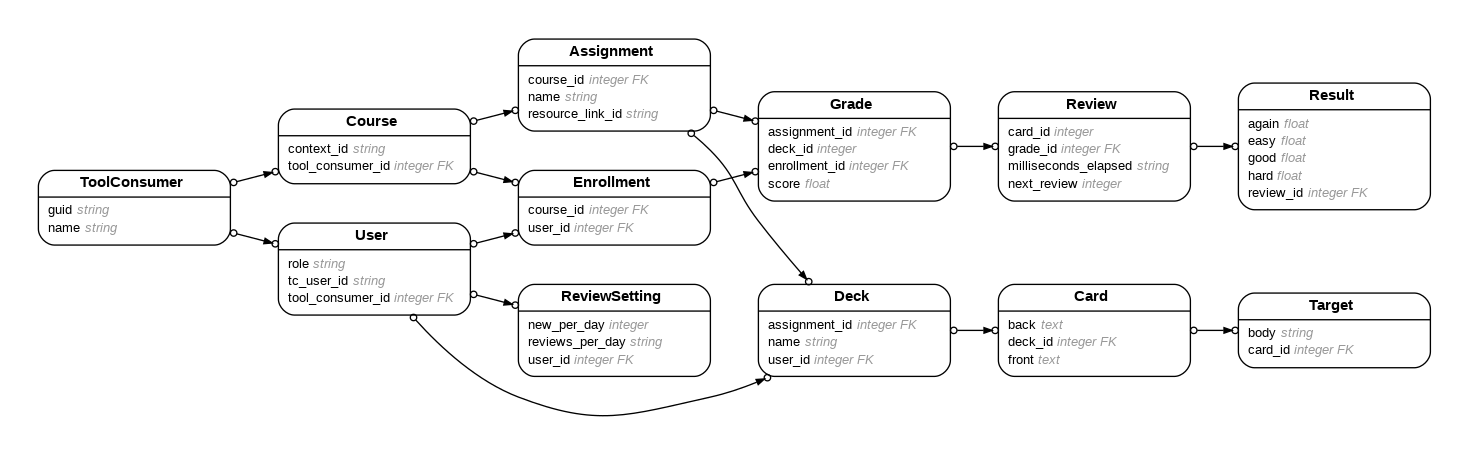 ToolConsumer
guid string
name string
Course
context_id string
tool_consumer_id integer FK
User
role string
tc_user_id string
tool_consumer_id integer FK
Assignment
course_id integer FK
name string
resource_link_id string
Enrollment
course_id integer FK
user_id integer FK
ReviewSetting
new_per_day integer
reviews_per_day string
user_id integer FK
Grade
assignment_id integer FK
deck_id integer
enrollment_id integer FK
score float
Deck
assignment_id integer FK
name string
user_id integer FK
Review
card_id integer
grade_id integer FK
milliseconds_elapsed string
next_review integer
Card
back text
deck_id integer FK
front text
Result
again float
easy float
good float
hard float
review_id integer FK
Target
body string
card_id integer FK